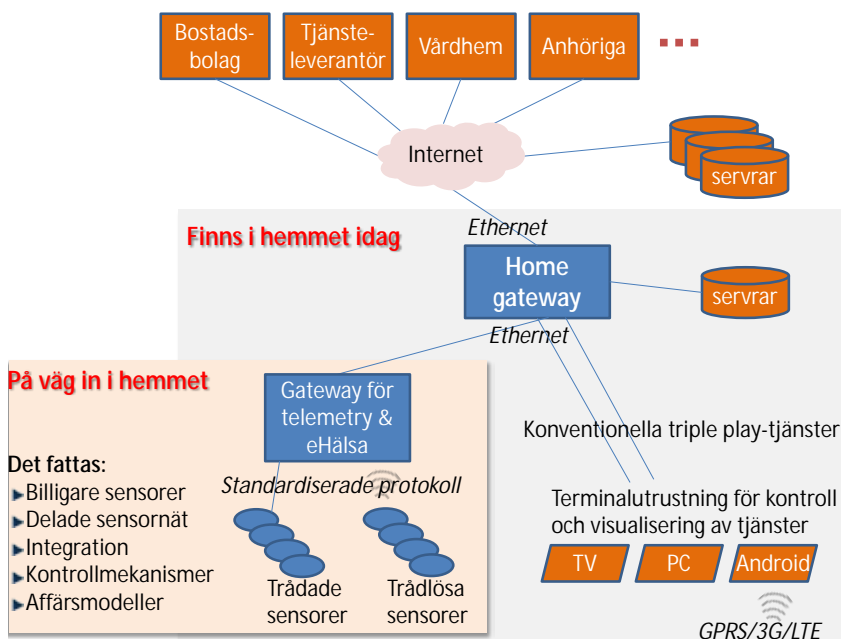 Bostads-
bolag
Tjänste-
leverantör
Vårdhem
Anhöriga
Internet
servrar
Finns i hemmet idag
Ethernet
Home
gateway
servrar
Ethernet
På väg in i hemmet
Gateway för
telemetry &
eHälsa
Konventionella triple play-tjänster
Det fattas:
Billigare sensorer
Delade sensornät
Integration
Kontrollmekanismer
Affärsmodeller
Standardiserade protokoll
Trådade
sensorer
Trådlösa
sensorer
Terminalutrustning för kontroll
och visualisering av tjänster
TV
PC
Android
GPRS/3G/LTE